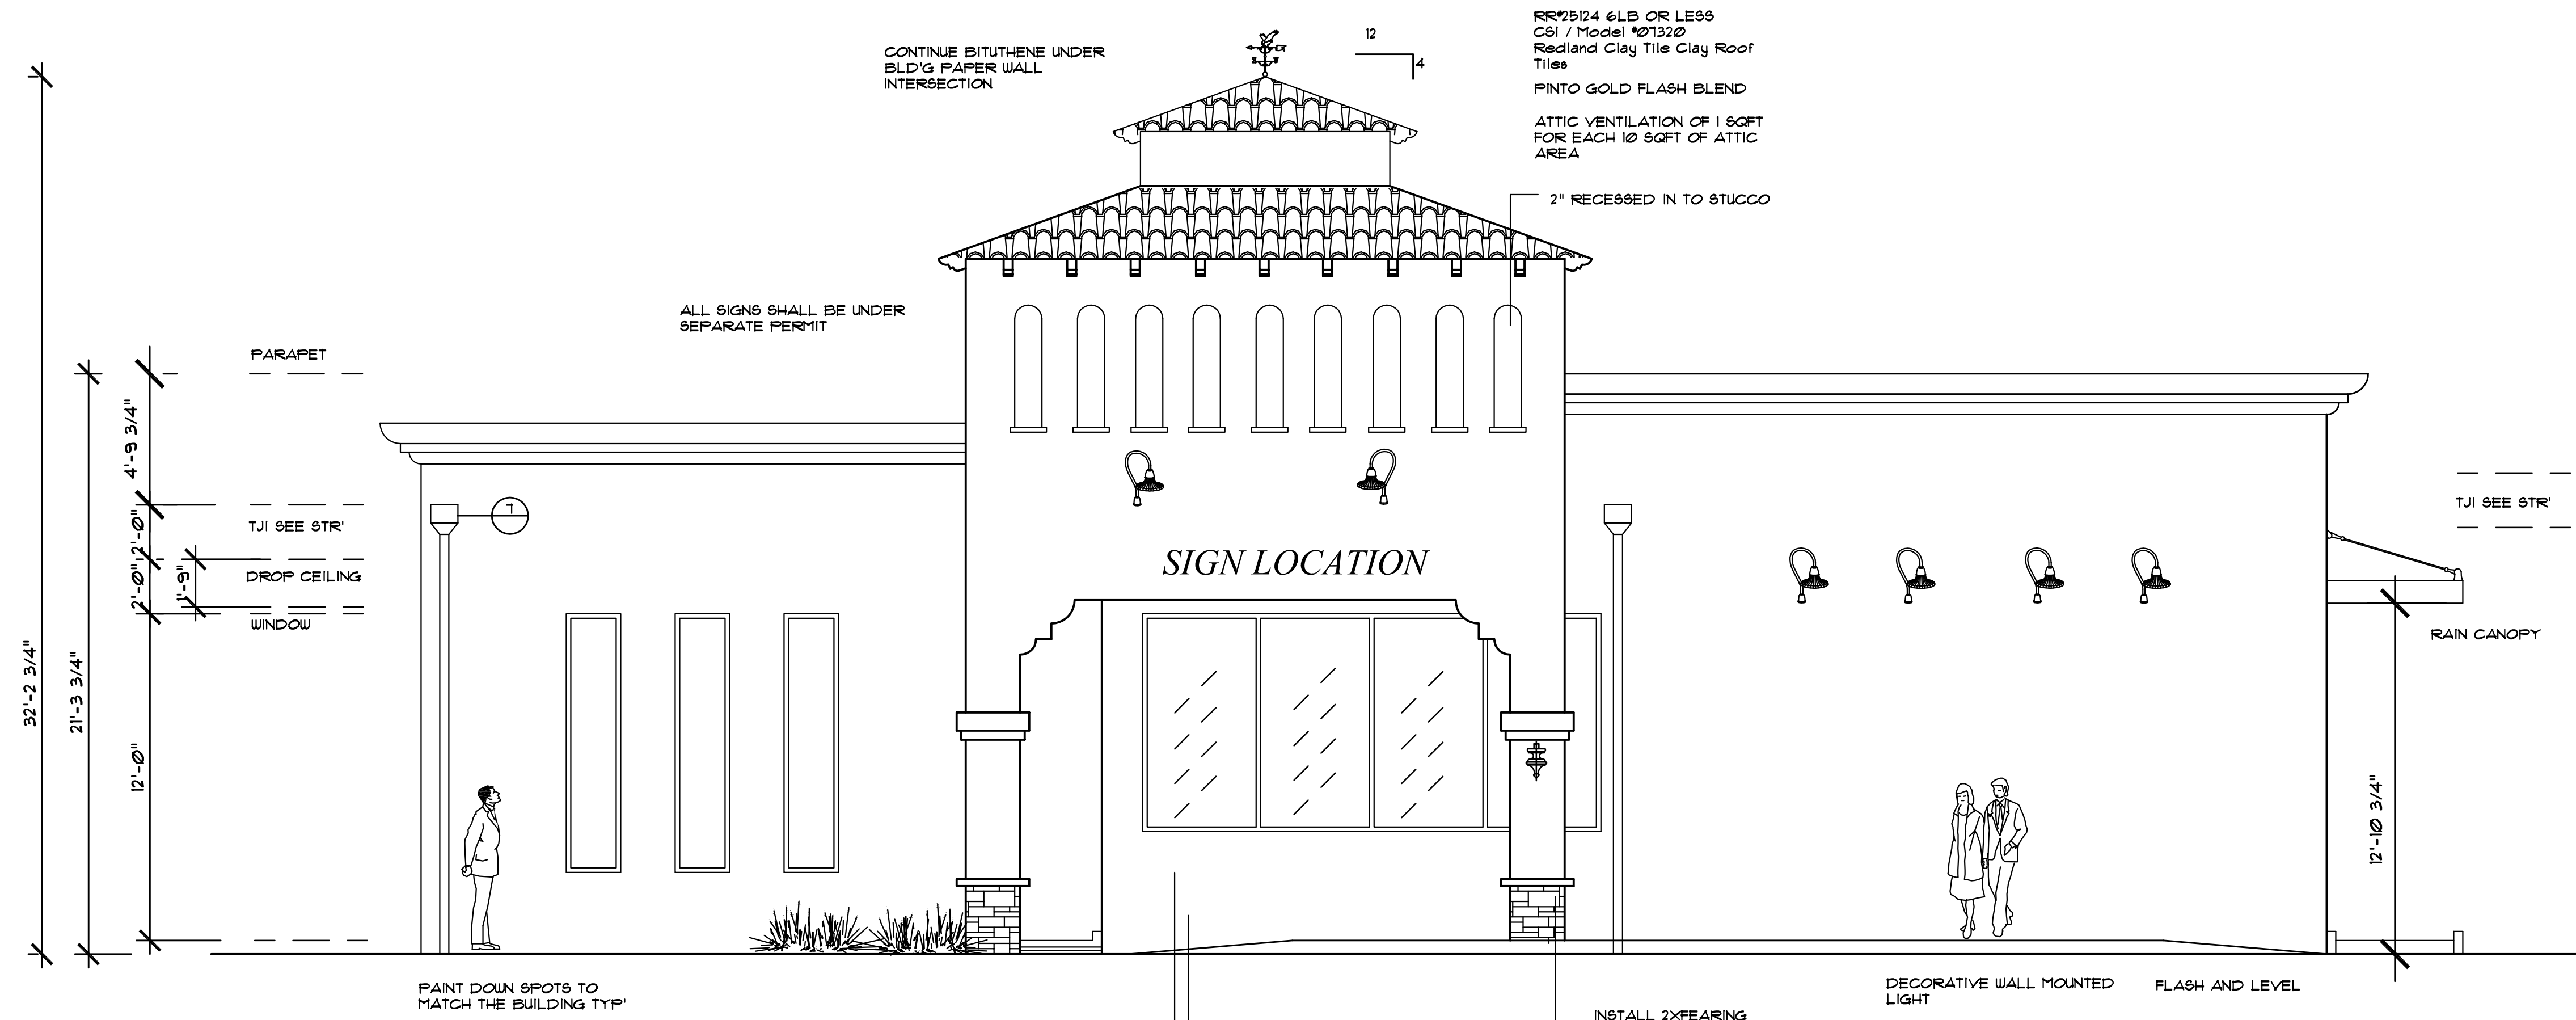 CONTINUE BITUTHENE UNDER
BLD'G PAPER WALL
INTERSECTION
12
4
RR#25124 6LB OR LESS
CSI / Model #07320
Redland Clay Tile Clay Roof
Tiles
PINTO GOLD FLASH BLEND
ATTIC VENTILATION OF 1 SQFT
FOR EACH 10 SQFT OF ATTIC
AREA
2" RECESSED IN TO STUCCO
ALL SIGNS SHALL BE UNDER
SEPARATE PERMIT
PARAPET
4'-9 3/4"
2'-0"
TJI SEE STR'
7
TJI SEE STR'
2'-0"
1'-9"
DROP CEILING
SIGN LOCATION
WINDOW
RAIN CANOPY
32'-2 3/4"
21'-3 3/4"
12'-0"
12'-10 3/4"
PAINT DOWN SPOTS TO
MATCH THE BUILDING TYP'
DECORATIVE WALL MOUNTED
LIGHT
FLASH AND LEVEL
INSTALL 2XFEARING